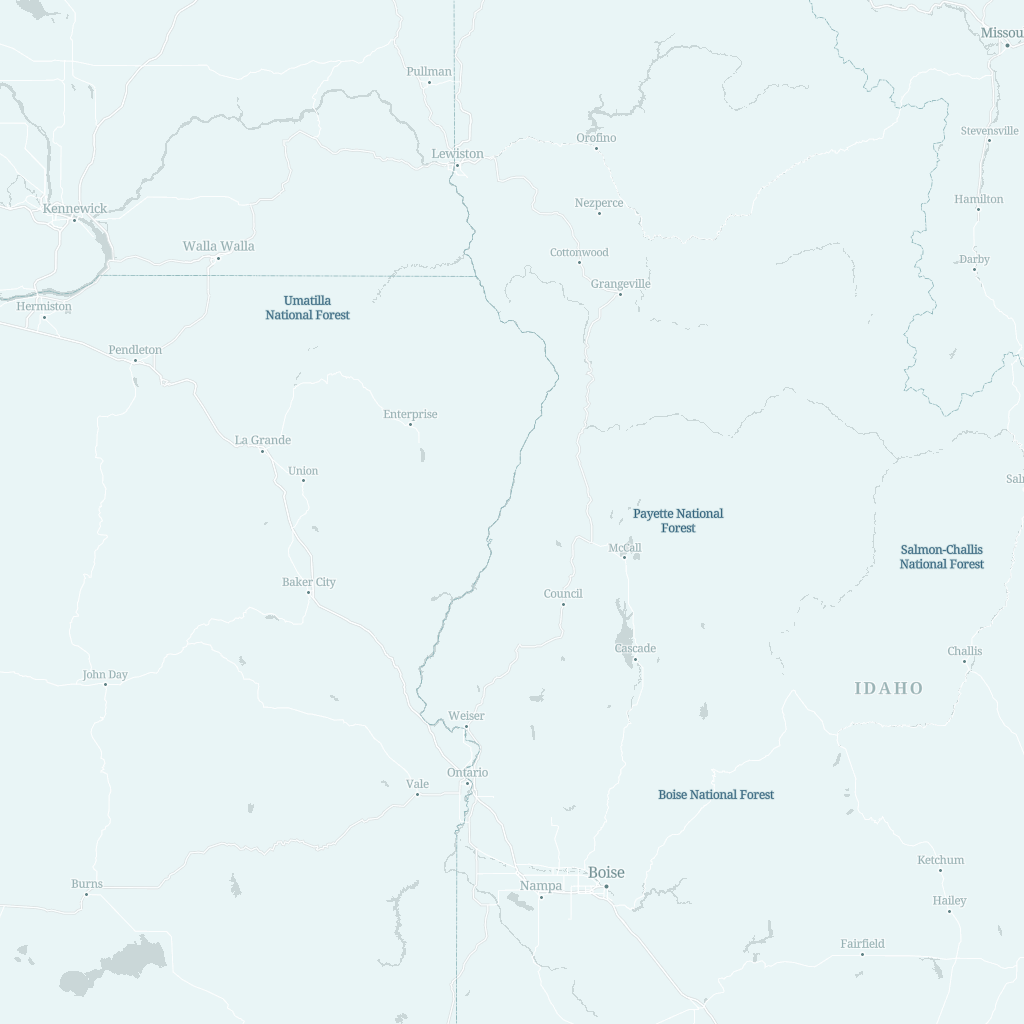 Missou
Pullman
Stevensville
Orofino
Lewiston
Hamilton
Nezperce
Kennewick
Walla Walla
Cottonwood
Darby
Grangeville
Umatilla
National Forest
Hermiston
Pendleton
Enterprise
La Grande
Union
Sal
Payette National
Forest
McCall
Salmon-Challis
National Forest
Baker City
Council
Cascade
Challis
John Day
IDAHO
Weiser
Ontario
Vale
Boise National Forest
Ketchum
Boise
Burns
Nampa
Hailey
Fairfield